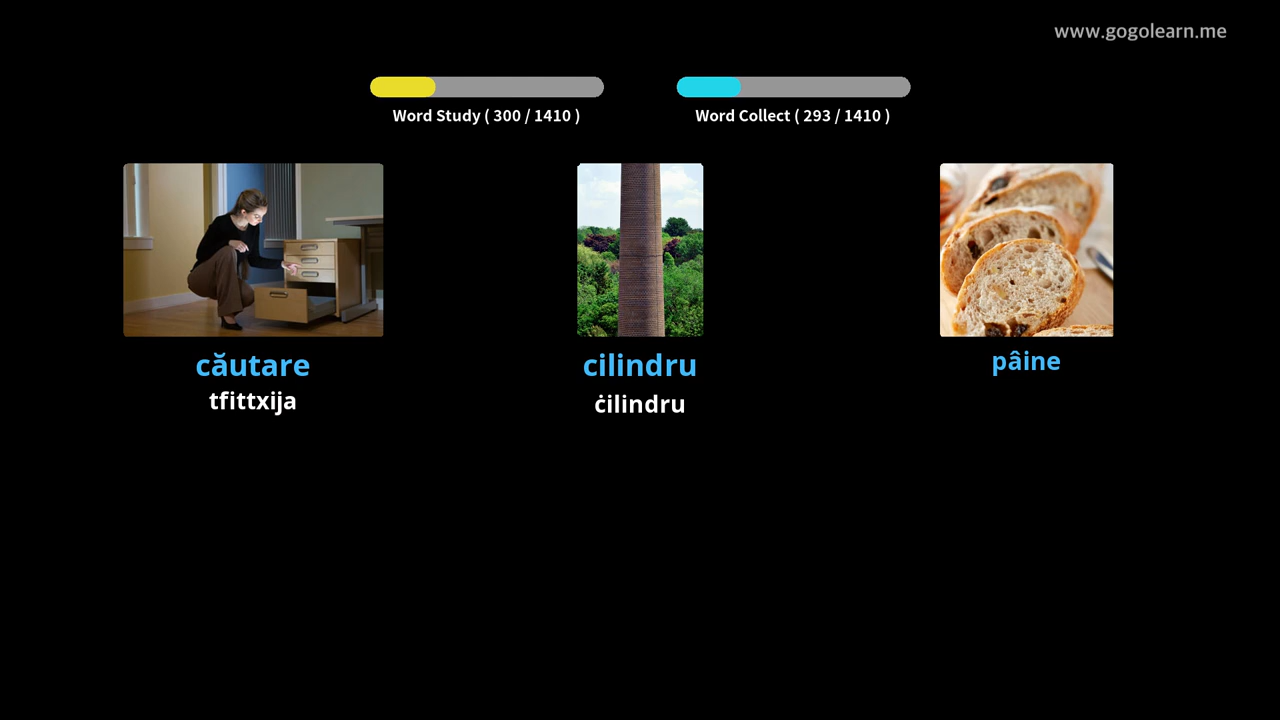 www.gogolearn.me
Word Study ( 300 / 1410 )
Word Collect ( 293 / 1410 )
căutare
tfittxija
cilindru
ċilindru
pâine